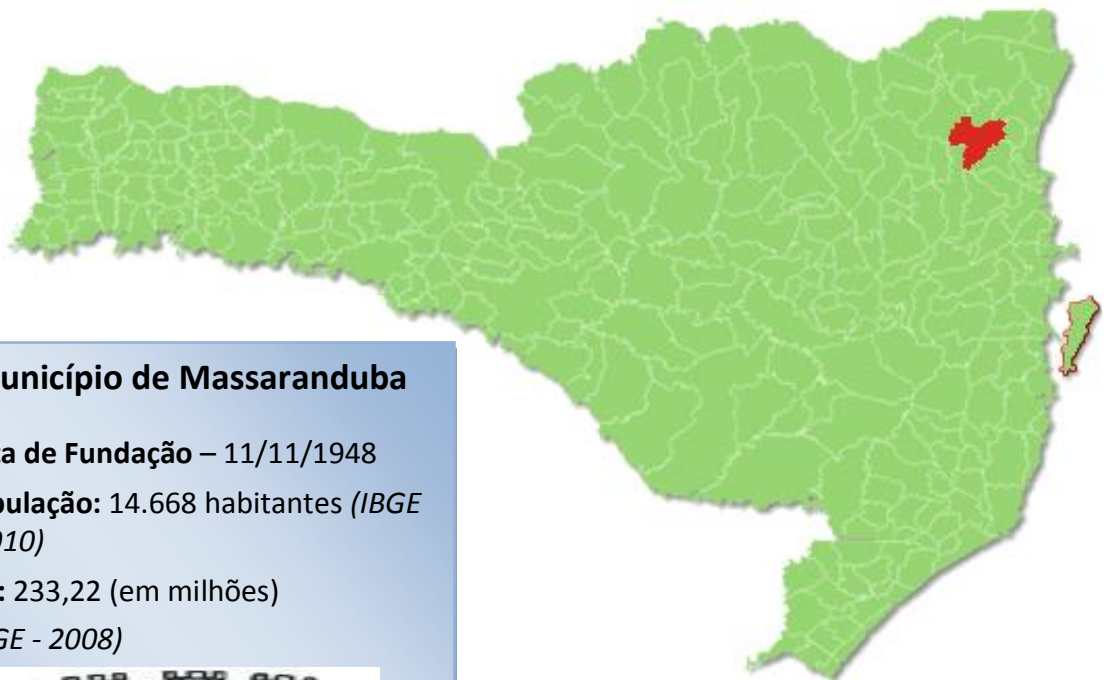 unicípio de Massaranduba
a de Fundação – 11/11/1948
pulação: 14.668 habitantes (IBGE
010)
: 233,22 (em milhões)
GE - 2008)